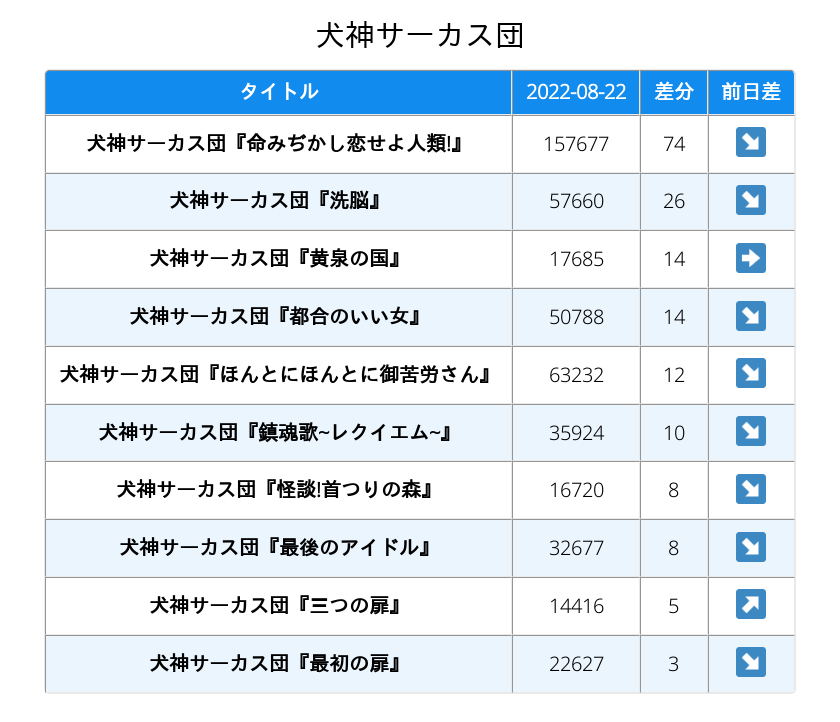 犬神サーカス団
タイトル 2022-08-22 差分 前日差
犬神サーカス団『命みぢかし恋せよ人類!』 157677 74 ↘
犬神サーカス団『洗脳』 57660 26 ↘
犬神サーカス団『黄泉の国』 17685 14 ➡
犬神サーカス団『都合のいい女』 50788 14 ↘
犬神サーカス団『ほんとにほんとに御苦労さん』 63232 12 ↘
犬神サーカス団『鎮魂歌~レクイエム~』 35924 10 ↘
犬神サーカス団『怪談!首つりの森』 16720 8 ↘
犬神サーカス団『最後のアイドル』 32677 8 ↘
犬神サーカス団『三つの扉』 14416 5 ↗
犬神サーカス団『最初の扉』 22627 3 ↘